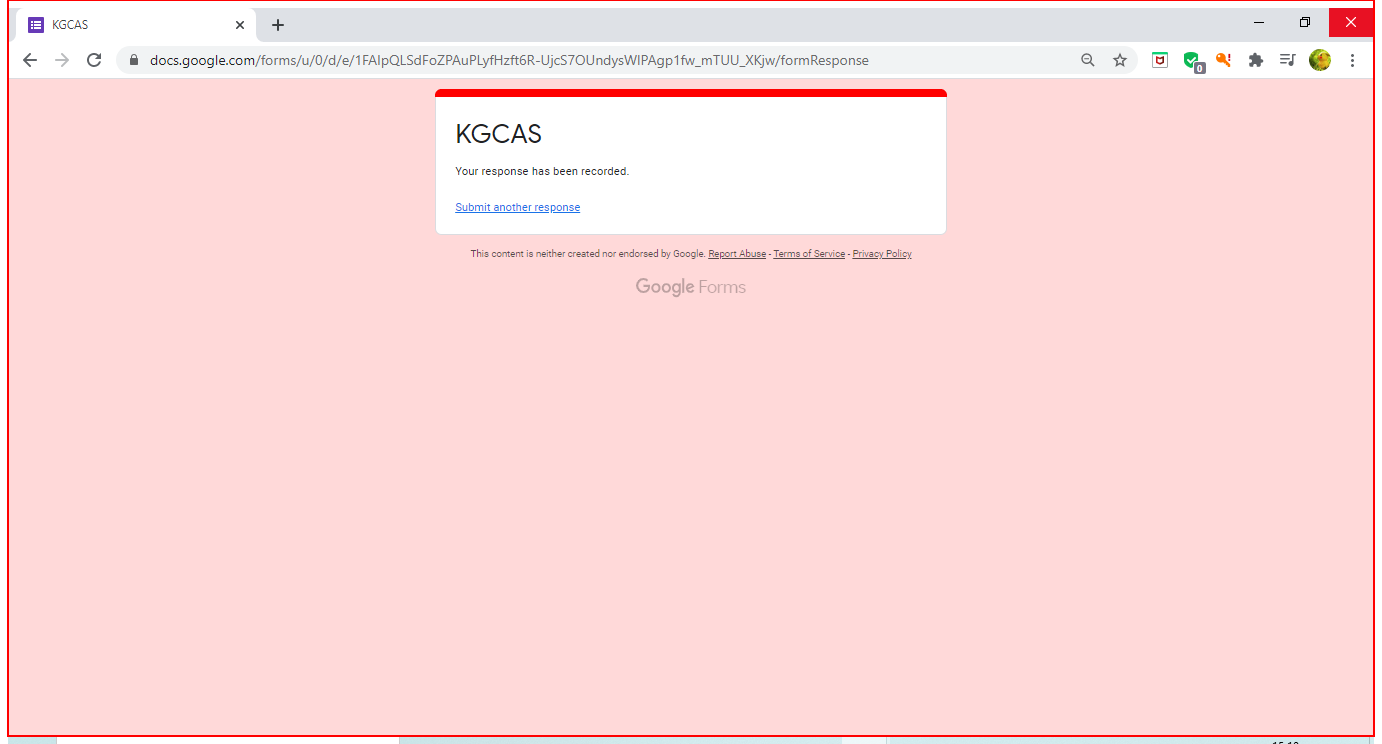 KGCAS
docs.google.com/forms/u/0/d/e/1FAIpQLSdFoZPAuPLyfHzft6R-UjcS7OUndysWlPAgp1fw_mTUU_XKjw/formResponse
0
KGCAS
Your response has been recorded.
Submit another response
This content is neither created nor endorsed by Google. Report Abuse - Terms of Service - Privacy Policy
Google Forms